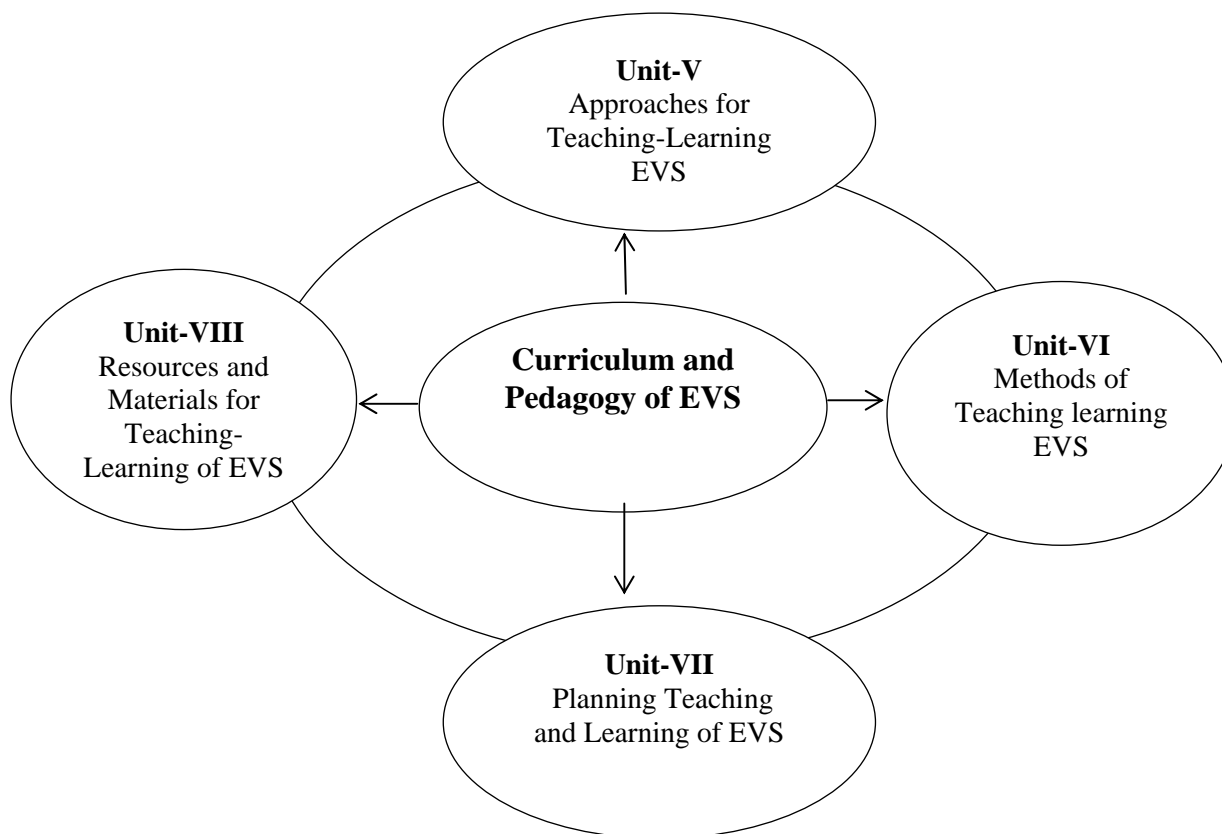 Unit-V
Approaches for
Teaching-Learning
EVS
Unit-VIII
Resources and
Materials for
Teaching-
Learning of EVS
Curriculum and
Pedagogy of EVS
Unit-VI
Methods of
Teaching learning
EVS
Unit-VII
Planning Teaching
and Learning of EVS